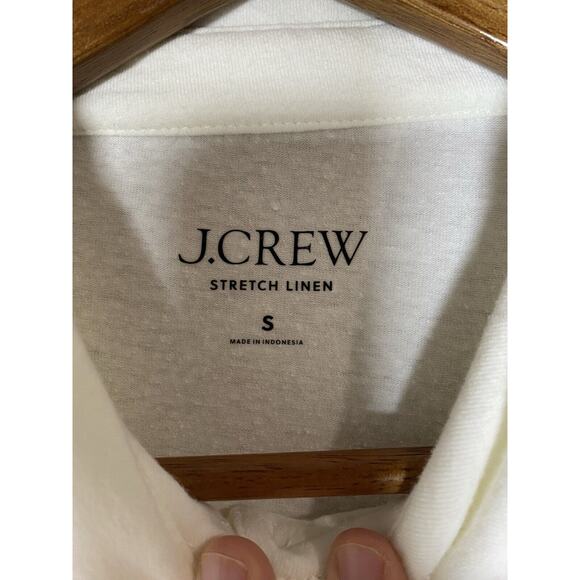 J.CREW
STRETCH LINEN
S
MADE IN INDONESIA